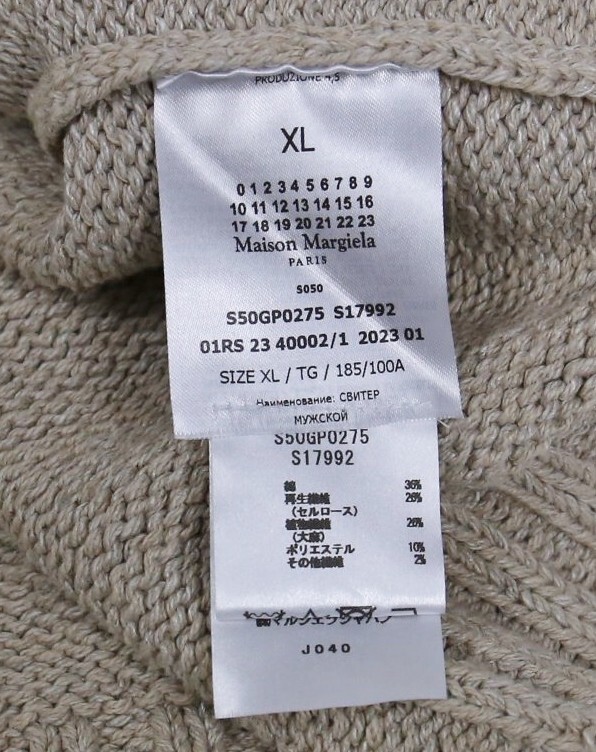 PRODUZIONE 4,5
XL
0 1 2 3 4 5 6 7 8 9
10 11 12 13 14 15 16
17 18 19 20 21 22 23
Maison Margiela
PARIS
S050
S50GP0275 S17992
01RS 23 40002/1 2023 01
SIZE XL / TG / 185/100A
Наименование: СВИТЕР
МУЖСКОЙ
S50GP0275
S17992
綿 36%
再生繊維 26%
(セルロース)
植物繊維 26%
(大麻)
ポリエステル 10%
その他繊維 2%
J040